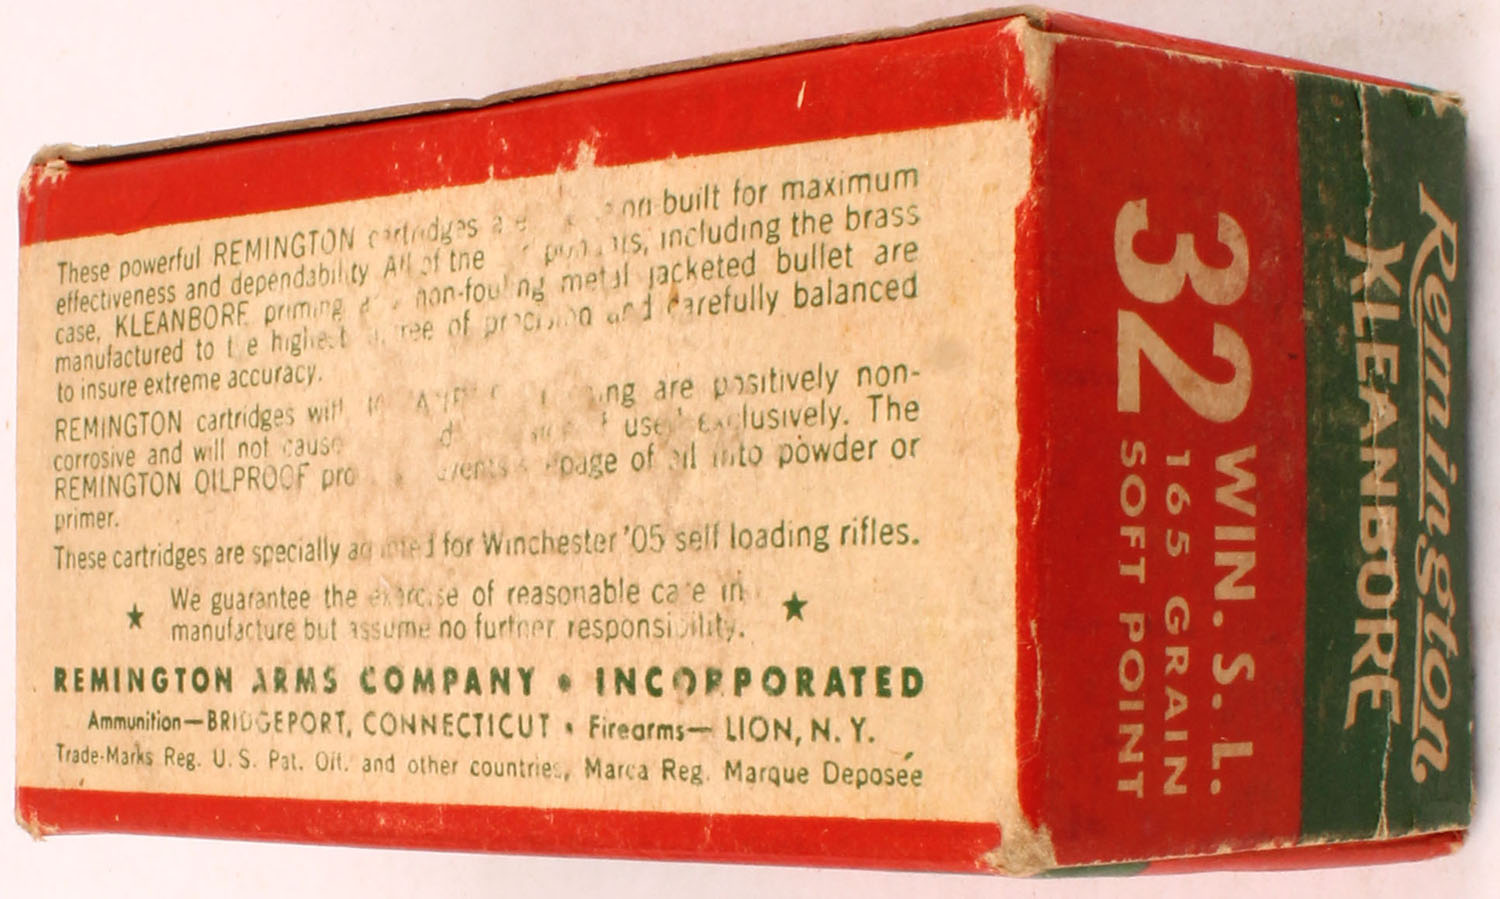 These powerful REMINGTON cartridges built for maximum
effectiveness and dependability All of the including the brass
case, KLEANBORE priming non-fouling metal jacketed bullet are
manufactured to the highest degree of precision and carefully balanced
to insure extreme accuracy.
REMINGTON cartridges with are positively non-
corrosive and will not cause used exclusively. The
REMINGTON OILPROOF of oil into powder or
primer.
These cartridges are specially for Winchester '05 self loading rifles.
We guarantee the exercise of reasonable care in
manufacture but assume no further responsibility.
REMINGTON ARMS COMPANY • INCORPORATED
Ammunition—BRIDGEPORT, CONNECTICUT • Firearms— LION, N. Y.
Trade-Marks Reg. U. S. Pat. Off. and other countries, Marca Reg. Marque Deposée
Remington
KLEANBORE
32 WIN. S. L.
165 GRAIN
SOFT POINT